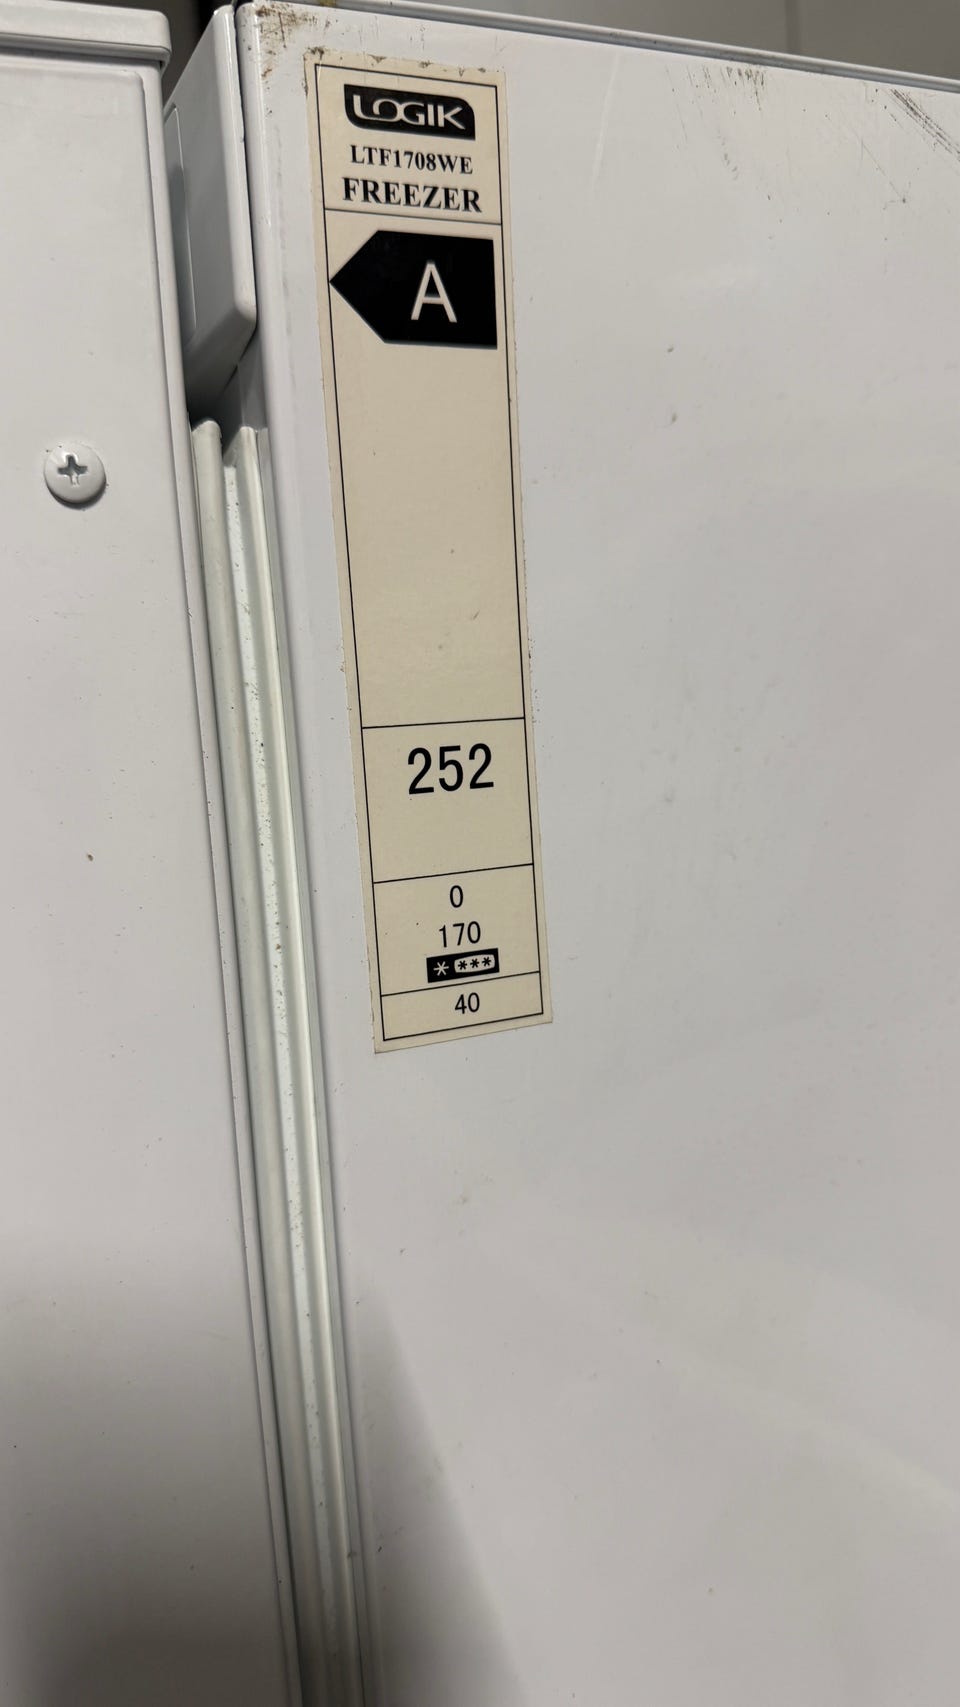 LOGIK
LTF1708WE
FREEZER
A
252
0
170
* ***
40